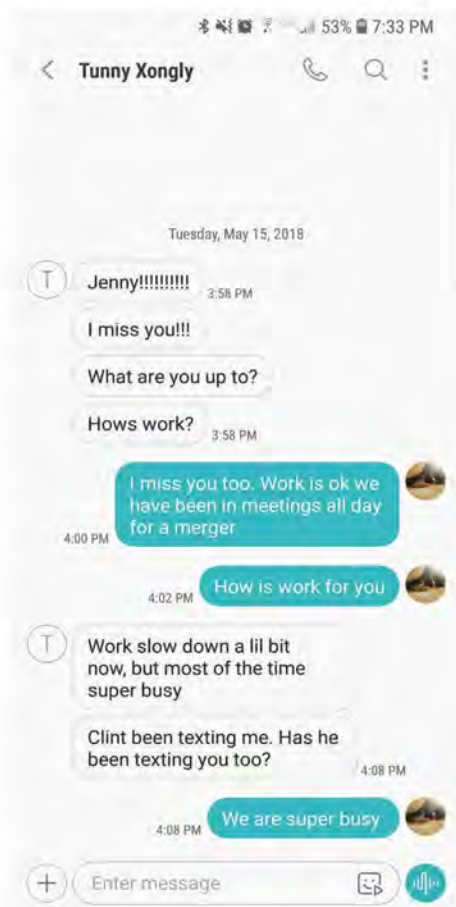 53% 7:33 PM
Tunny Xongly
Tuesday, May 15, 2018
T
Jenny!!!!!!!!!!
3:58 PM
I miss you!!!
What are you up to?
Hows work?
3:58 PM
I miss you too. Work is ok we
have been in meetings all day
for a merger
4:00 PM
How is work for you
4:02 PM
T
Work slow down a lil bit
now, but most of the time
super busy
Clint been texting me. Has he
been texting you too?
4:08 PM
We are super busy
4:08 PM
Enter message